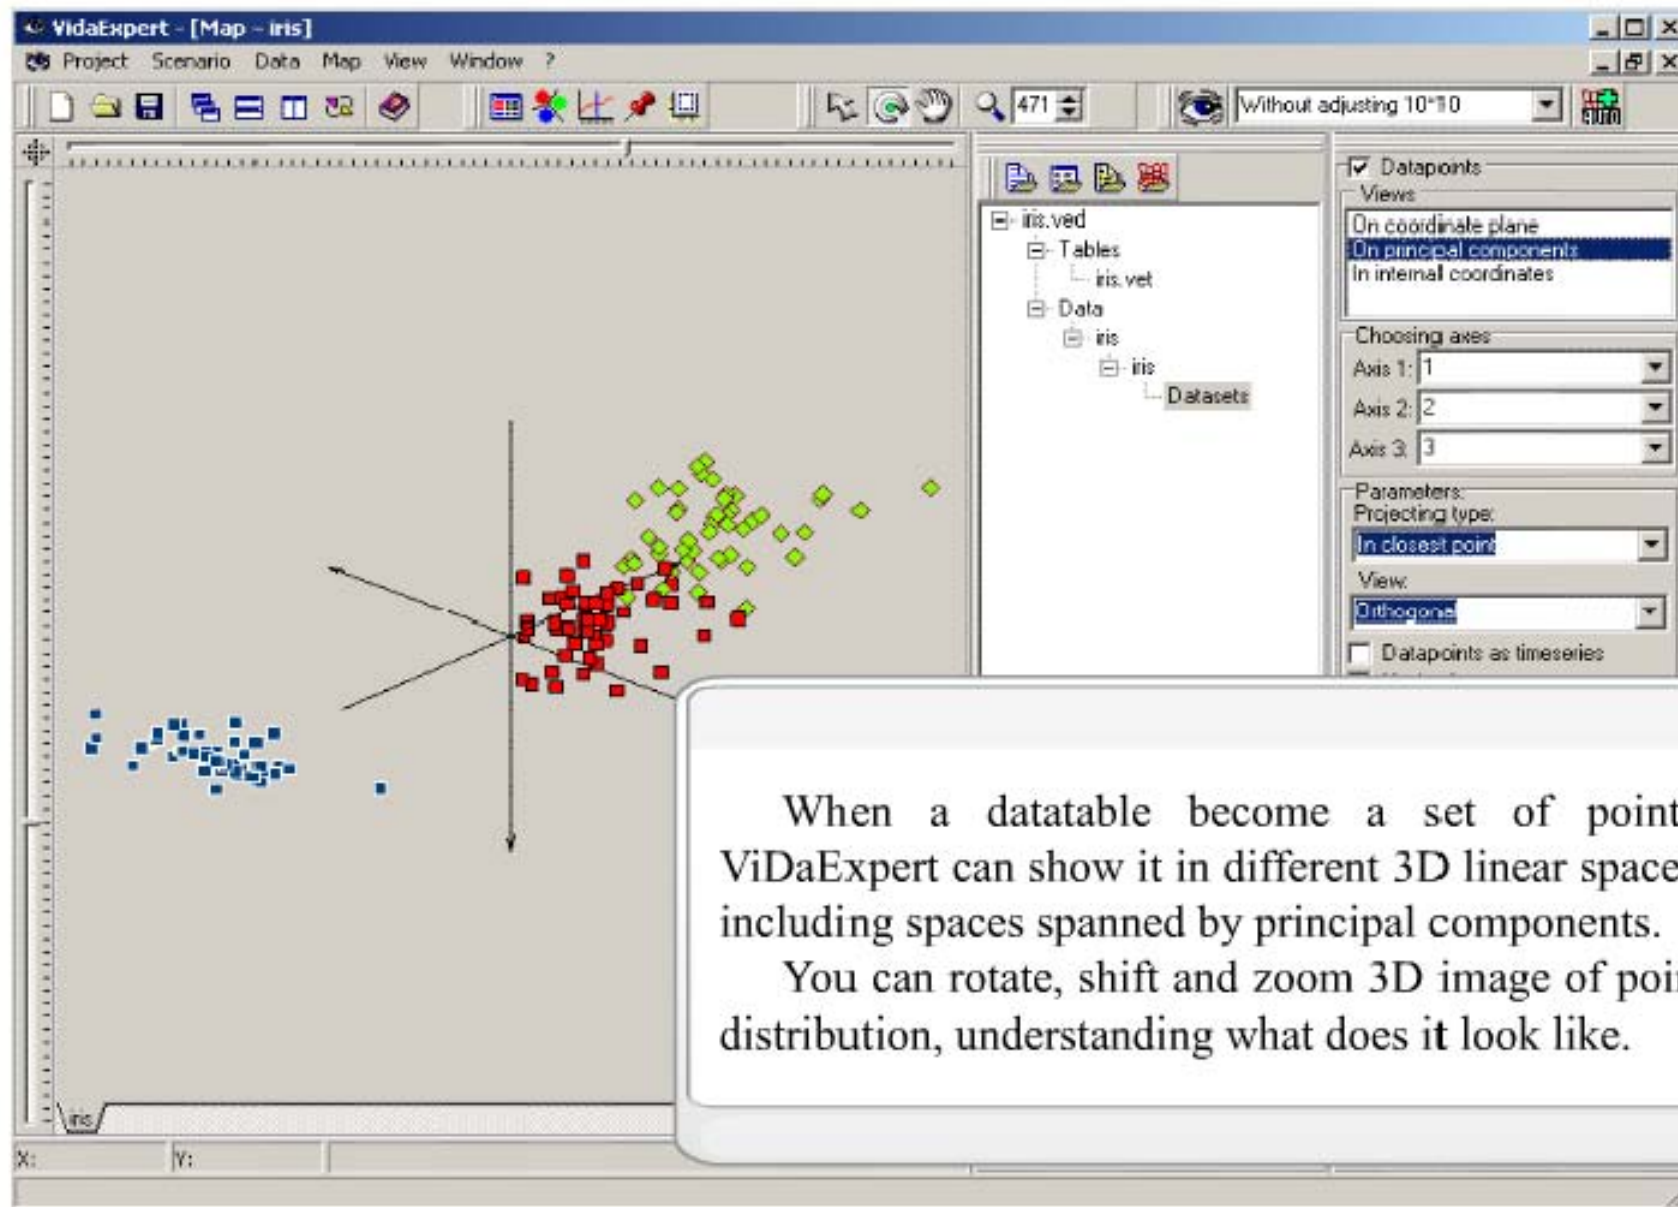 VidaExpert - [Map - iris]
Project Scenario Data Map View Window ?
471
Without adjusting 10*10
iris.ved
Tables
iris.vet
Data
iris
iris
Datasets
Datapoints
Views
On coordinate plane
On principal components
In internal coordinates
Choosing axes
Axis 1: 1
Axis 2: 2
Axis 3: 3
Parameters:
Projecting type:
In closest point
View:
Orthogonal
Datapoints as timeseries
When a datatable become a set of point
ViDaExpert can show it in different 3D linear space
including spaces spanned by principal components.
You can rotate, shift and zoom 3D image of poi
distribution, understanding what does it look like.
iris
X: Y: